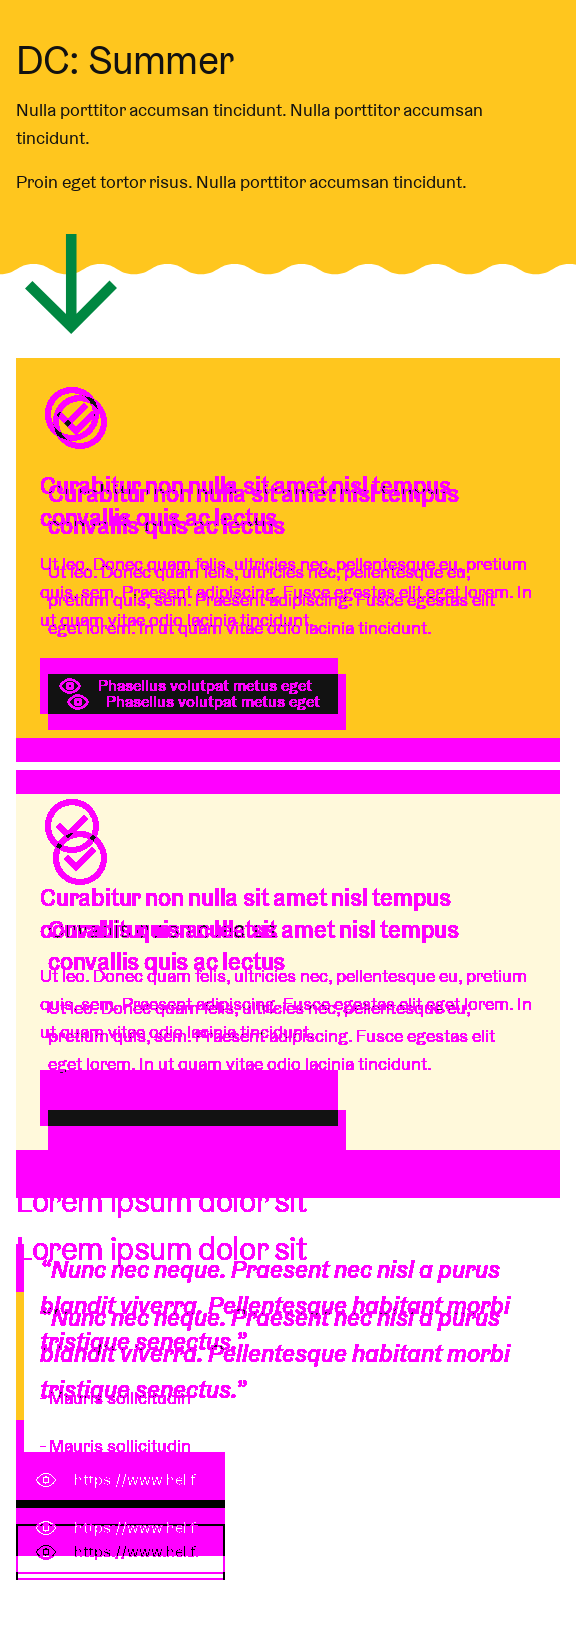 DC: Summer
Nulla porttitor accumsan tincidunt. Nulla porttitor accumsan
tincidunt.
Proin eget tortor risus. Nulla porttitor accumsan tincidunt.
Curabitur non nulla sit amet nisl tempus
Curabitur non nulla sit amet nisl tempus
convallis quis ac lectus
convallis quis ac lectus
Ut leo. Donec quam felis, ultricies nec, pellentesque eu, pretium
Ut leo. Donec quam felis, ultricies nec, pellentesque eu,
quis, sem. Praesent adipiscing. Fusce egestas elit eget lorem. In
pretium quis, sem. Praesent adipiscing. Fusce egestas elit
ut quam vitae odio lacinia tincidunt.
eget lorem. In ut quam vitae odio lacinia tincidunt.
Phasellus volutpat metus eget
Phasellus volutpat metus eget
Curabitur non nulla sit amet nisl tempus
convallis quis ac lectus
Curabitur non nulla sit amet nisl tempus
convallis quis ac lectus
Ut leo. Donec quam felis, ultricies nec, pellentesque eu, pretium
quis, sem. Praesent adipiscing. Fusce egestas elit eget lorem. In
Ut leo. Donec quam felis, ultricies nec, pellentesque eu,
ut quam vitae odio lacinia tincidunt.
pretium quis, sem. Praesent adipiscing. Fusce egestas elit
eget lorem. In ut quam vitae odio lacinia tincidunt.
Lorem ipsum dolor sit
Lorem ipsum dolor sit
“Nunc nec neque. Praesent nec nisl a purus
blandit viverra. Pellentesque habitant morbi
“Nunc nec neque. Praesent nec nisl a purus
tristique senectus.”
blandit viverra. Pellentesque habitant morbi
tristique senectus.”
- Mauris sollicitudin
- Mauris sollicitudin
https://www.hel.f
https://www.hel.f
https://www.hel.f.